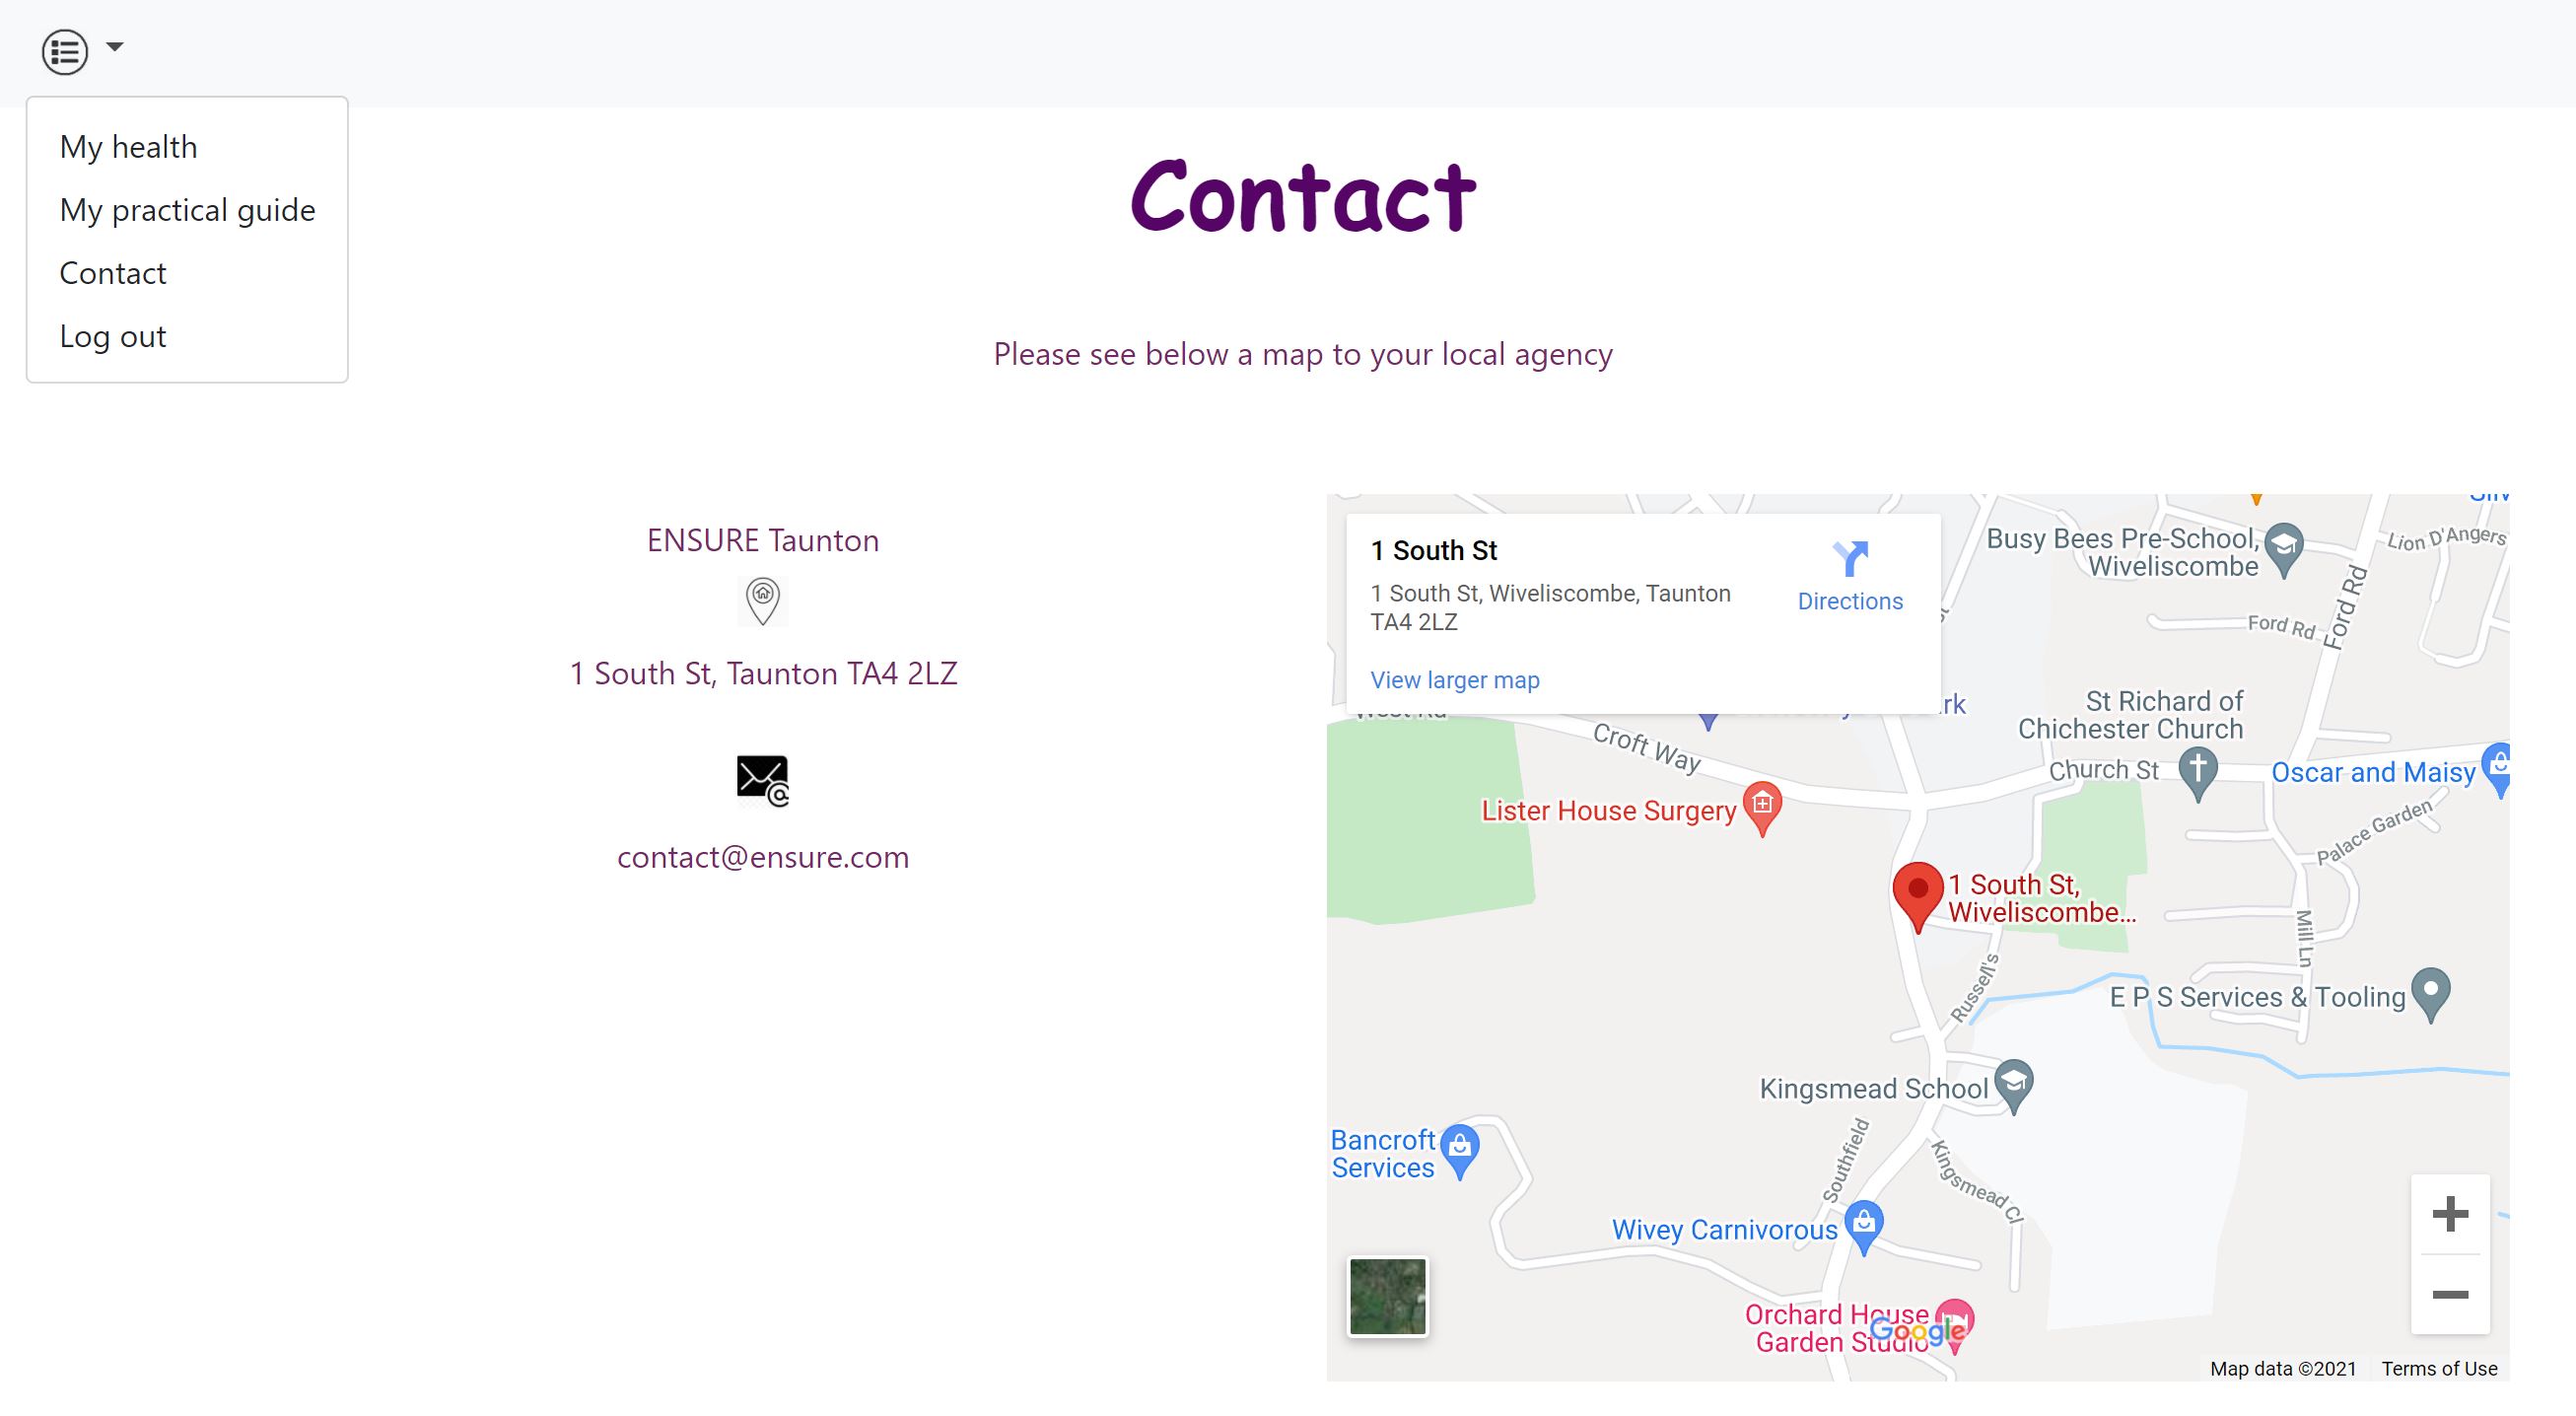 My health
My practical guide
Contact
Log out
Contact
Please see below a map to your local agency
ENSURE Taunton
1 South St, Taunton TA4 2LZ
contact@ensure.com
1 South St
1 South St, Wiveliscombe, Taunton
TA4 2LZ
Directions
View larger map
Busy Bees Pre-School,
Wiveliscombe
Lion D'Angers
Ford Rd
Ford Rd
St Richard of
Chichester Church
Croft Way
Church St
Oscar and Maisy
Lister House Surgery
Palace Garden
1 South St,
Wiveliscombe...
Mill Ln
Russell's
E P S Services & Tooling
Kingsmead School
Bancroft
Services
Southfield
Kingsmead Cl
Wivey Carnivorous
Orchard House
Garden Studio
Google
Map data ©2021
Terms of Use